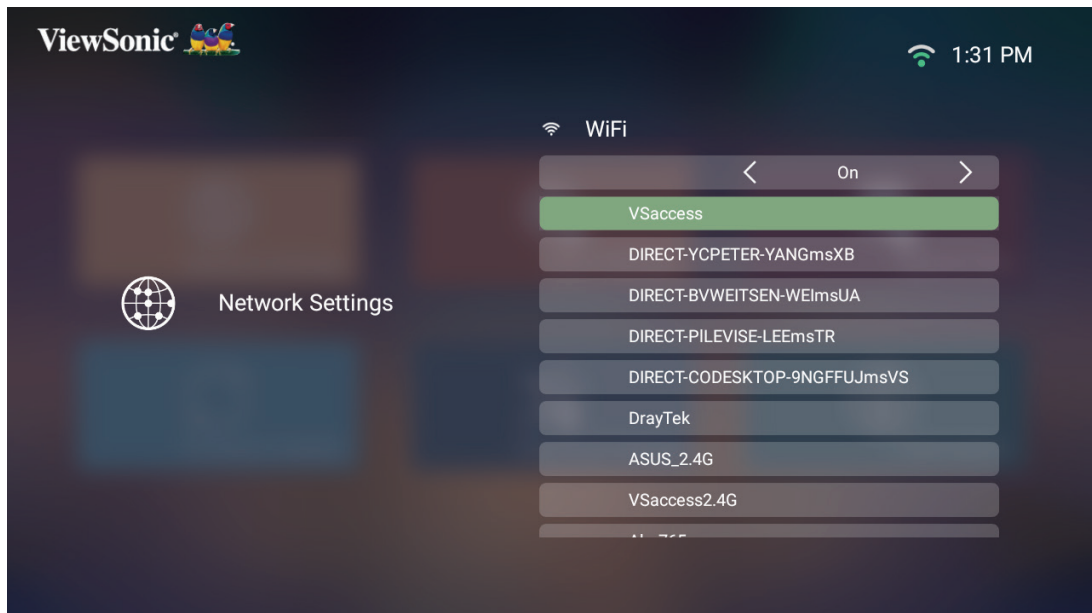 ViewSonic
1:31 PM
WiFi
On
VSaccess
DIRECT-YCPETER-YANGmsXB
DIRECT-BVWEITSEN-WEImsUA
Network Settings
DIRECT-PILEVISE-LEEmsTR
DIRECT-CODESKTOP-9NGFFUJmsVS
DrayTek
ASUS_2.4G
VSaccess2.4G